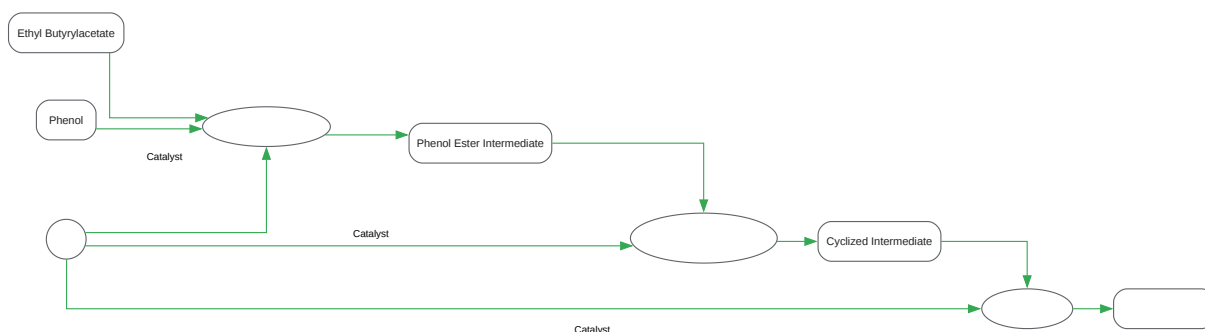 Ethyl Butyrylacetate
Phenol
Catalyst
Phenol Ester Intermediate
Catalyst
Cyclized Intermediate
Catalyst